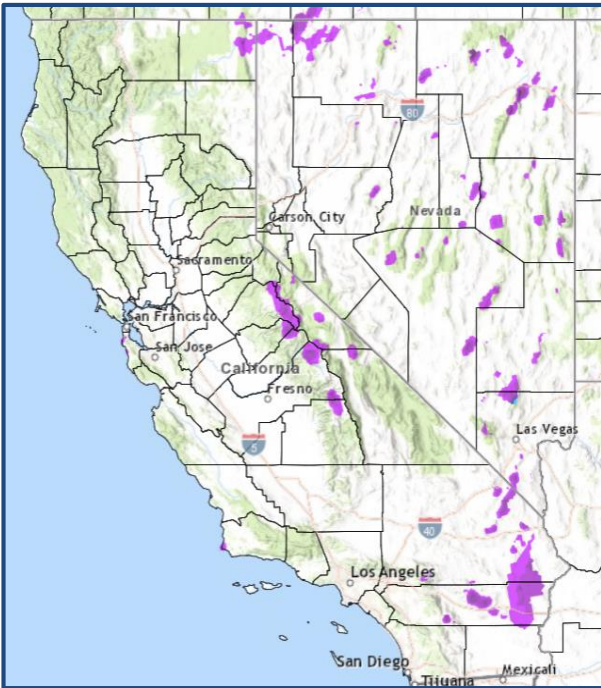 80
Carson City
Nevada
Sacramento
San Francisco
San Jose
California
Fresno
Las Vegas
5
40
Los Angeles
San Diego
Tijuana
Mexicali